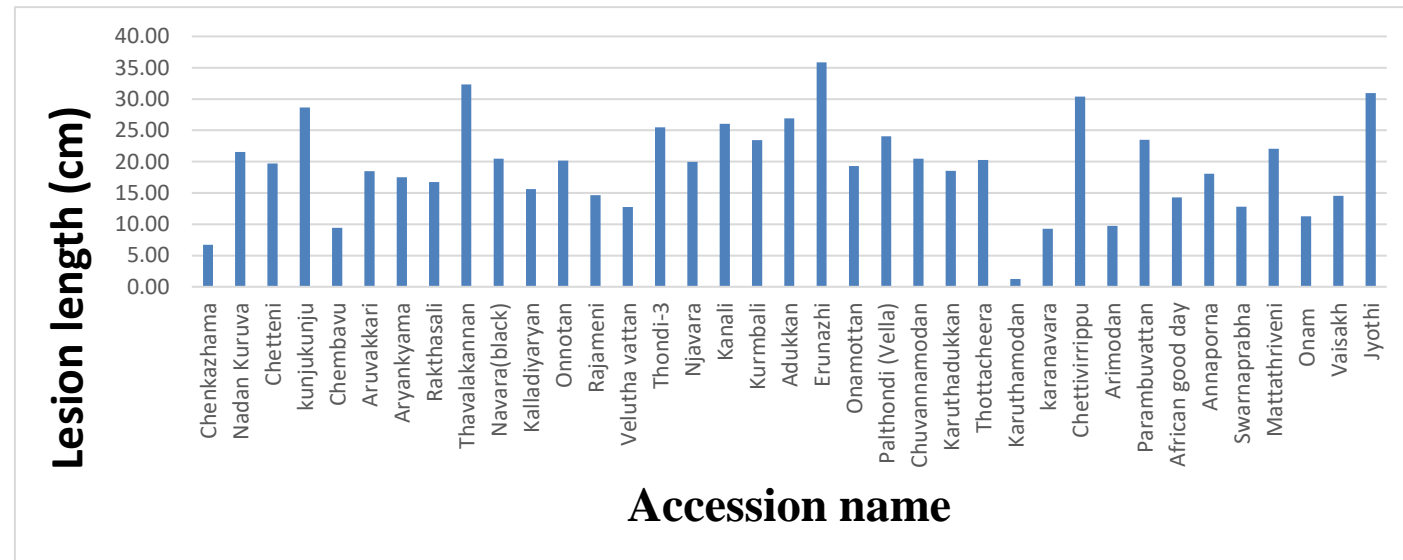 Lesion length (cm)
40.00
35.00
30.00
25.00
20.00
15.00
10.00
5.00
0.00
Chenkazhama
Nadan Kuruva
Chetteni
kunjukunju
Chembavu
Aruvakkari
Aryankyama
Rakthasali
Thavalakannan
Navara(black)
Kalladiyaryan
Onnotan
Rajameni
Velutha vattan
Thondi-3
Njavara
Kanali
Kurmbali
Adukkan
Erunazhi
Onamottan
Palthondi (Vella)
Chuvannamodan
Karuthadukkan
Thottacheera
Karuthamodan
karanavara
Chettivirrippu
Arimodan
Parambuvattan
African good day
Annaporna
Swarnaprabha
Mattathriveni
Onam
Vaisakh
Jyothi
Accession name